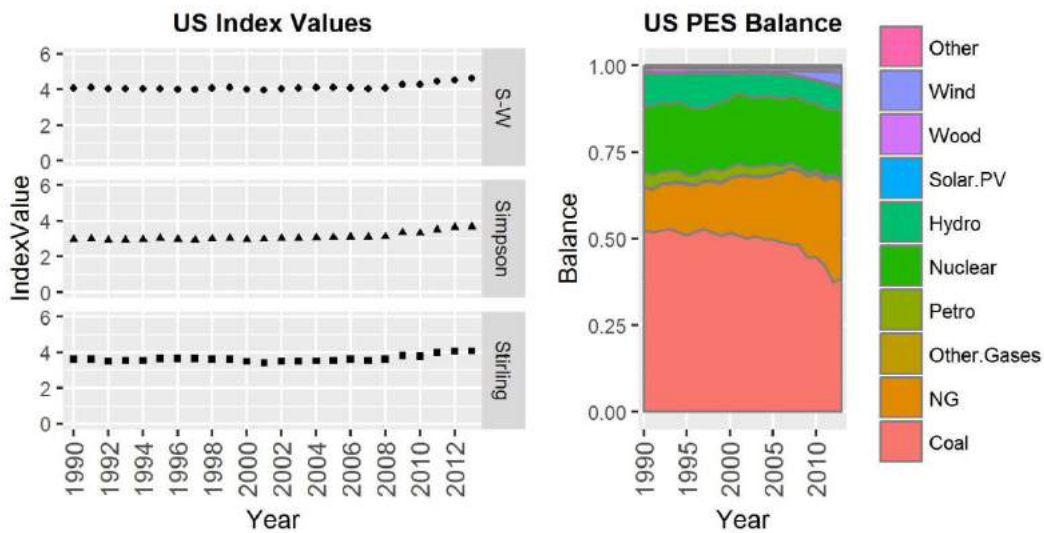 US Index Values
IndexValue
6
4
2
0
S-W
6
4
2
0
Simpson
6
4
2
0
Stirling
1990
1992
1994
1996
1998
2000
2002
2004
2006
2008
2010
2012
Year
US PES Balance
Balance
1.00
0.75
0.50
0.25
0.00
1990
1995
2000
2005
2010
Year
Other
Wind
Wood
Solar.PV
Hydro
Nuclear
Petro
Other.Gases
NG
Coal